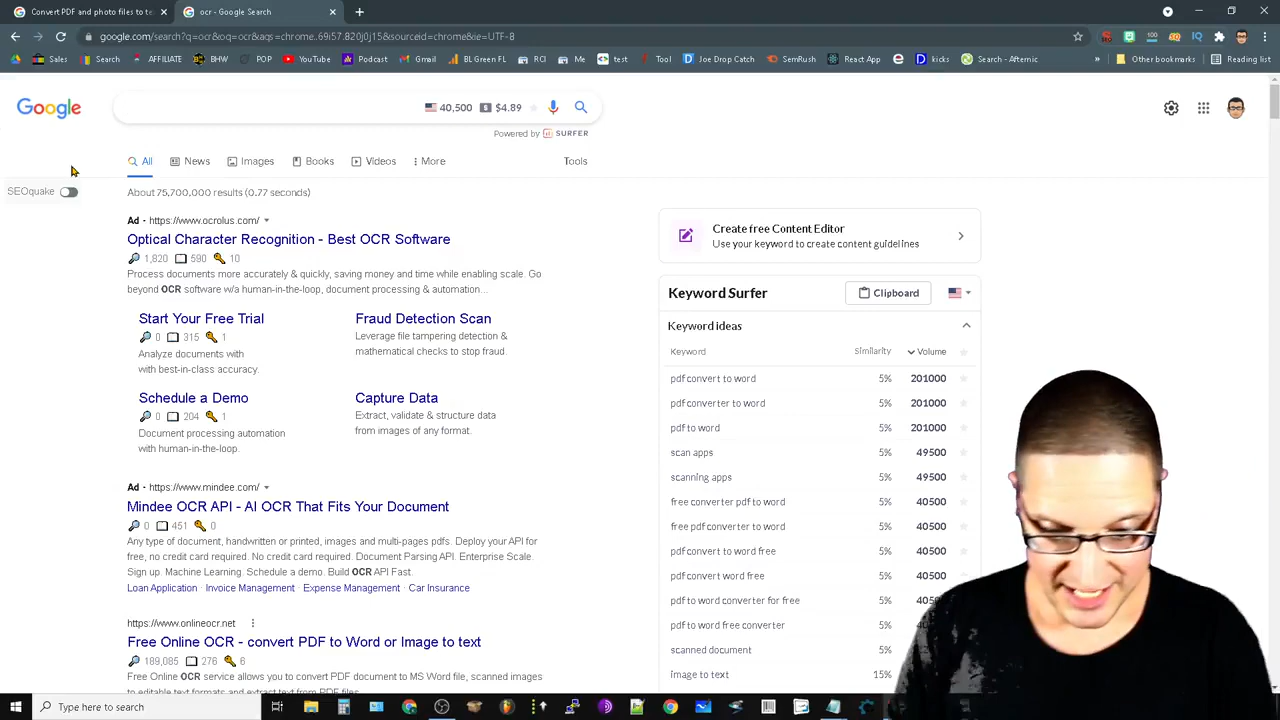 Convert PDF and photo files to te
ocr - Google Search
google.com/search?q=ocr&oq=ocr&aqs=chrome..69i57.820j0j15&sourceid=chrome&ie=UTF-8
Sales
Search
AFFILIATE
BHW
POP
YouTube
Podcast
Gmail
BL Green FL
RCI
Me
test
Tool
Joe Drop Catch
SemRush
React App
kicks
Search - Afternic
»
Other bookmarks
Reading list
Google
40,500 $4.89
Powered by SURFER
All
News
Images
Books
Videos
More
Tools
SEOquake
About 75,700,000 results (0.77 seconds)
Ad - https://www.ocrolus.com/
Optical Character Recognition - Best OCR Software
1,820 590 10
Process documents more accurately & quickly, saving money and time while enabling scale. Go
beyond OCR software w/a human-in-the-loop, document processing & automation...
Start Your Free Trial
0 315 1
Analyze documents with
best-in-class accuracy.
Fraud Detection Scan
Leverage file tampering detection &
mathematical checks to stop fraud.
Schedule a Demo
0 204 1
Document processing automation
with human-in-the-loop.
Capture Data
Extract, validate & structure data
from images of any format.
Ad - https://www.mindee.com/
Mindee OCR API - AI OCR That Fits Your Document
0 451 0
Any type of document, handwritten or printed, images and multi-pages pdfs. Deploy your API for
free, no credit card required. No credit card required. Document Parsing API. Enterprise Scale.
Sign up. Machine Learning. Schedule a demo. Build OCR API Fast.
Loan Application · Invoice Management · Expense Management · Car Insurance
https://www.onlineocr.net
Free Online OCR - convert PDF to Word or Image to text
189,085 276 6
Free Online OCR service allows you to convert PDF document to MS Word file, scanned images
to editable text formats and extract text from PDF files
Create free Content Editor
Use your keyword to create content guidelines
Keyword Surfer
Clipboard
Keyword ideas
Keyword Similarity Volume
pdf convert to word 5% 201000
pdf converter to word 5% 201000
pdf to word 5% 201000
scan apps 5% 49500
scanning apps 5% 49500
free converter pdf to word 5% 40500
free pdf converter to word 5% 40500
pdf convert to word free 5% 40500
pdf convert word free 5% 40500
pdf to word converter for free 5%
pdf to word free converter 5%
scanned document 5%
image to text 15%
Type here to search